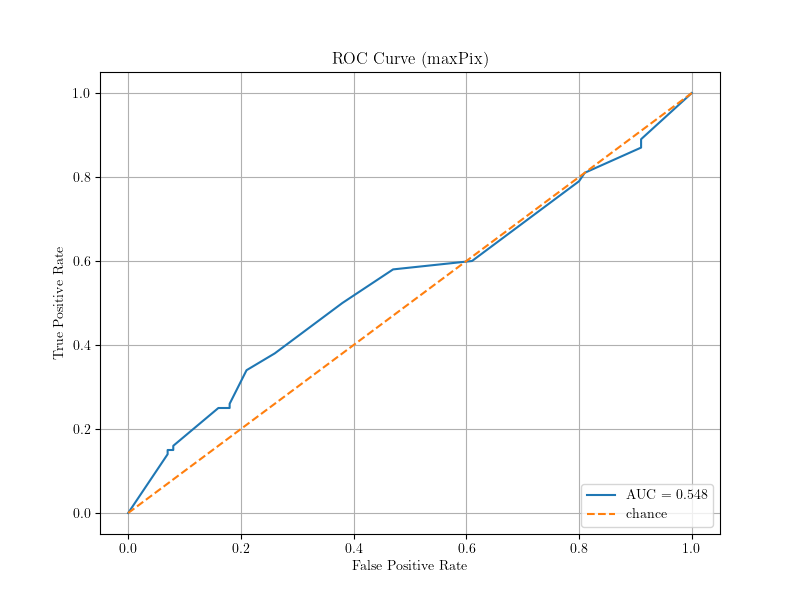 ROC Curve (maxPix)
True Positive Rate
1.0
0.8
0.6
0.4
0.2
0.0
0.0 0.2 0.4 0.6 0.8 1.0
False Positive Rate
AUC = 0.548
chance